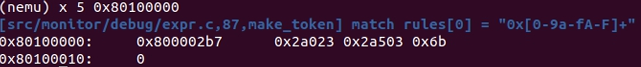 (nemu) x 5 0x80100000
[src/monitor/debug/expr.c,87,make_token] match rules[0] = "0x[0-9a-fA-F]+"
0x80100000: 0x800002b7 0x2a023 0x2a503 0x6b
0x80100010: 0